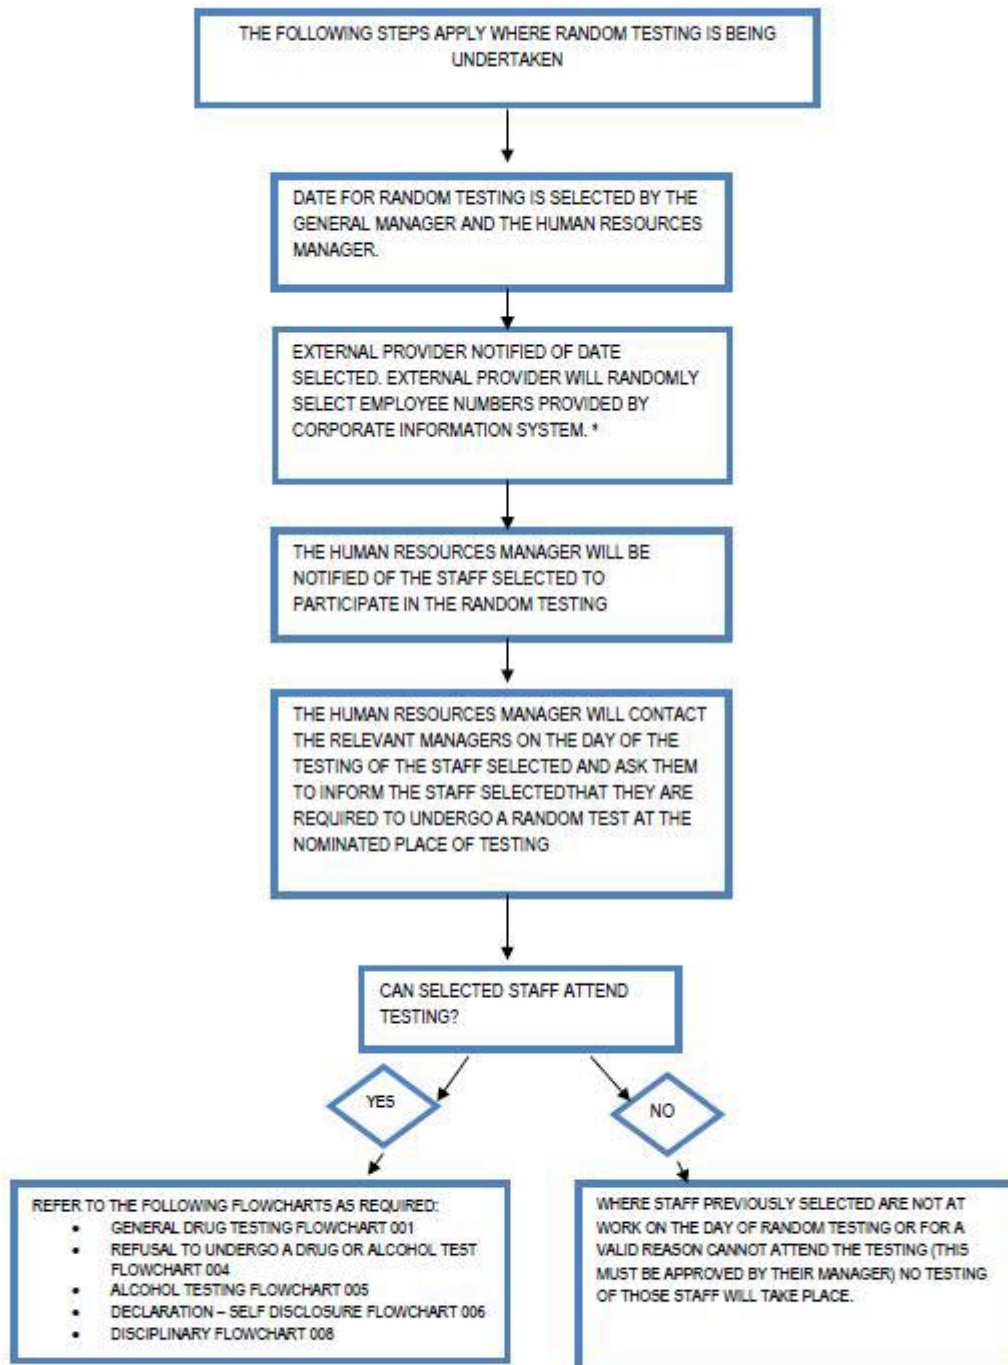 THE FOLLOWING STEPS APPLY WHERE RANDOM TESTING IS BEING
UNDERTAKEN
DATE FOR RANDOM TESTING IS SELECTED BY THE
GENERAL MANAGER AND THE HUMAN RESOURCES
MANAGER.
EXTERNAL PROVIDER NOTIFIED OF DATE
SELECTED. EXTERNAL PROVIDER WILL RANDOMLY
SELECT EMPLOYEE NUMBERS PROVIDED BY
CORPORATE INFORMATION SYSTEM. *
THE HUMAN RESOURCES MANAGER WILL BE
NOTIFIED OF THE STAFF SELECTED TO
PARTICIPATE IN THE RANDOM TESTING
THE HUMAN RESOURCES MANAGER WILL CONTACT
THE RELEVANT MANAGERS ON THE DAY OF THE
TESTING OF THE STAFF SELECTED AND ASK THEM
TO INFORM THE STAFF SELECTEDTHAT THEY ARE
REQUIRED TO UNDERGO A RANDOM TEST AT THE
NOMINATED PLACE OF TESTING
CAN SELECTED STAFF ATTEND
TESTING?
YES
NO
REFER TO THE FOLLOWING FLOWCHARTS AS REQUIRED:
• GENERAL DRUG TESTING FLOWCHART 001
• REFUSAL TO UNDERGO A DRUG OR ALCOHOL TEST
FLOWCHART 004
• ALCOHOL TESTING FLOWCHART 005
• DECLARATION – SELF DISCLOSURE FLOWCHART 006
• DISCIPLINARY FLOWCHART 008
WHERE STAFF PREVIOUSLY SELECTED ARE NOT AT
WORK ON THE DAY OF RANDOM TESTING OR FOR A
VALID REASON CANNOT ATTEND THE TESTING (THIS
MUST BE APPROVED BY THEIR MANAGER) NO TESTING
OF THOSE STAFF WILL TAKE PLACE.